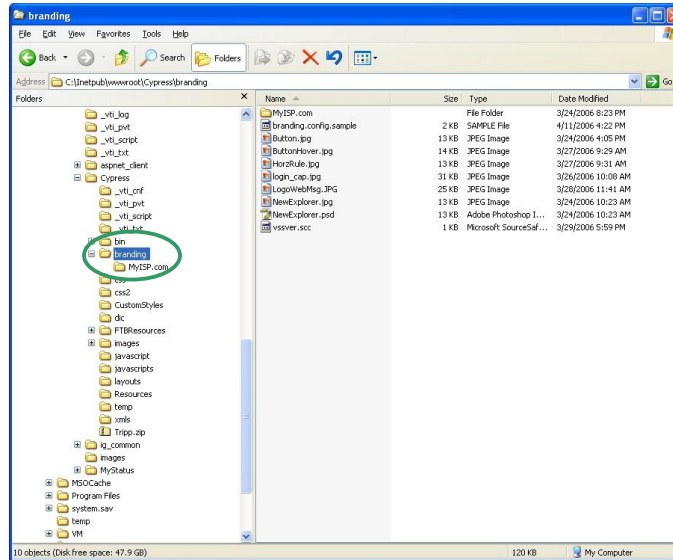 branding
File Edit View Favorites Tools Help
Back Search Folders
Address C:\Inetpub\wwwroot\Cypress\branding Go
Folders
_vti_log
_vti_pvt
_vti_script
_vti_txt
aspnet_client
Cypress
_vti_cnf
_vti_pvt
_vti_script
_vti_txt
bin
branding
MyISP.com
css
css2
CustomStyles
dic
FTBResources
images
javascript
javascripts
layouts
Resources
temp
xmls
Tripp.zip
ig_common
images
MyStatus
MSOCache
Program Files
system.sav
temp
VM
Name Size Type Date Modified
MyISP.com File Folder 3/24/2006 8:23 PM
branding.config.sample 2 KB SAMPLE File 4/11/2006 4:22 PM
Button.jpg 13 KB JPEG Image 3/24/2006 4:05 PM
ButtonHover.jpg 14 KB JPEG Image 3/27/2006 9:29 AM
HorzRule.jpg 13 KB JPEG Image 3/27/2006 9:31 AM
login_cap.jpg 31 KB JPEG Image 3/26/2006 10:08 AM
LogoWebMsg.JPG 25 KB JPEG Image 3/28/2006 11:41 AM
NewExplorer.jpg 13 KB JPEG Image 3/24/2006 10:23 AM
NewExplorer.psd 13 KB Adobe Photoshop I... 3/24/2006 10:23 AM
vssver.scc 1 KB Microsoft SourceSaf... 3/29/2006 5:59 PM
10 objects (Disk free space: 47.9 GB) 120 KB My Computer